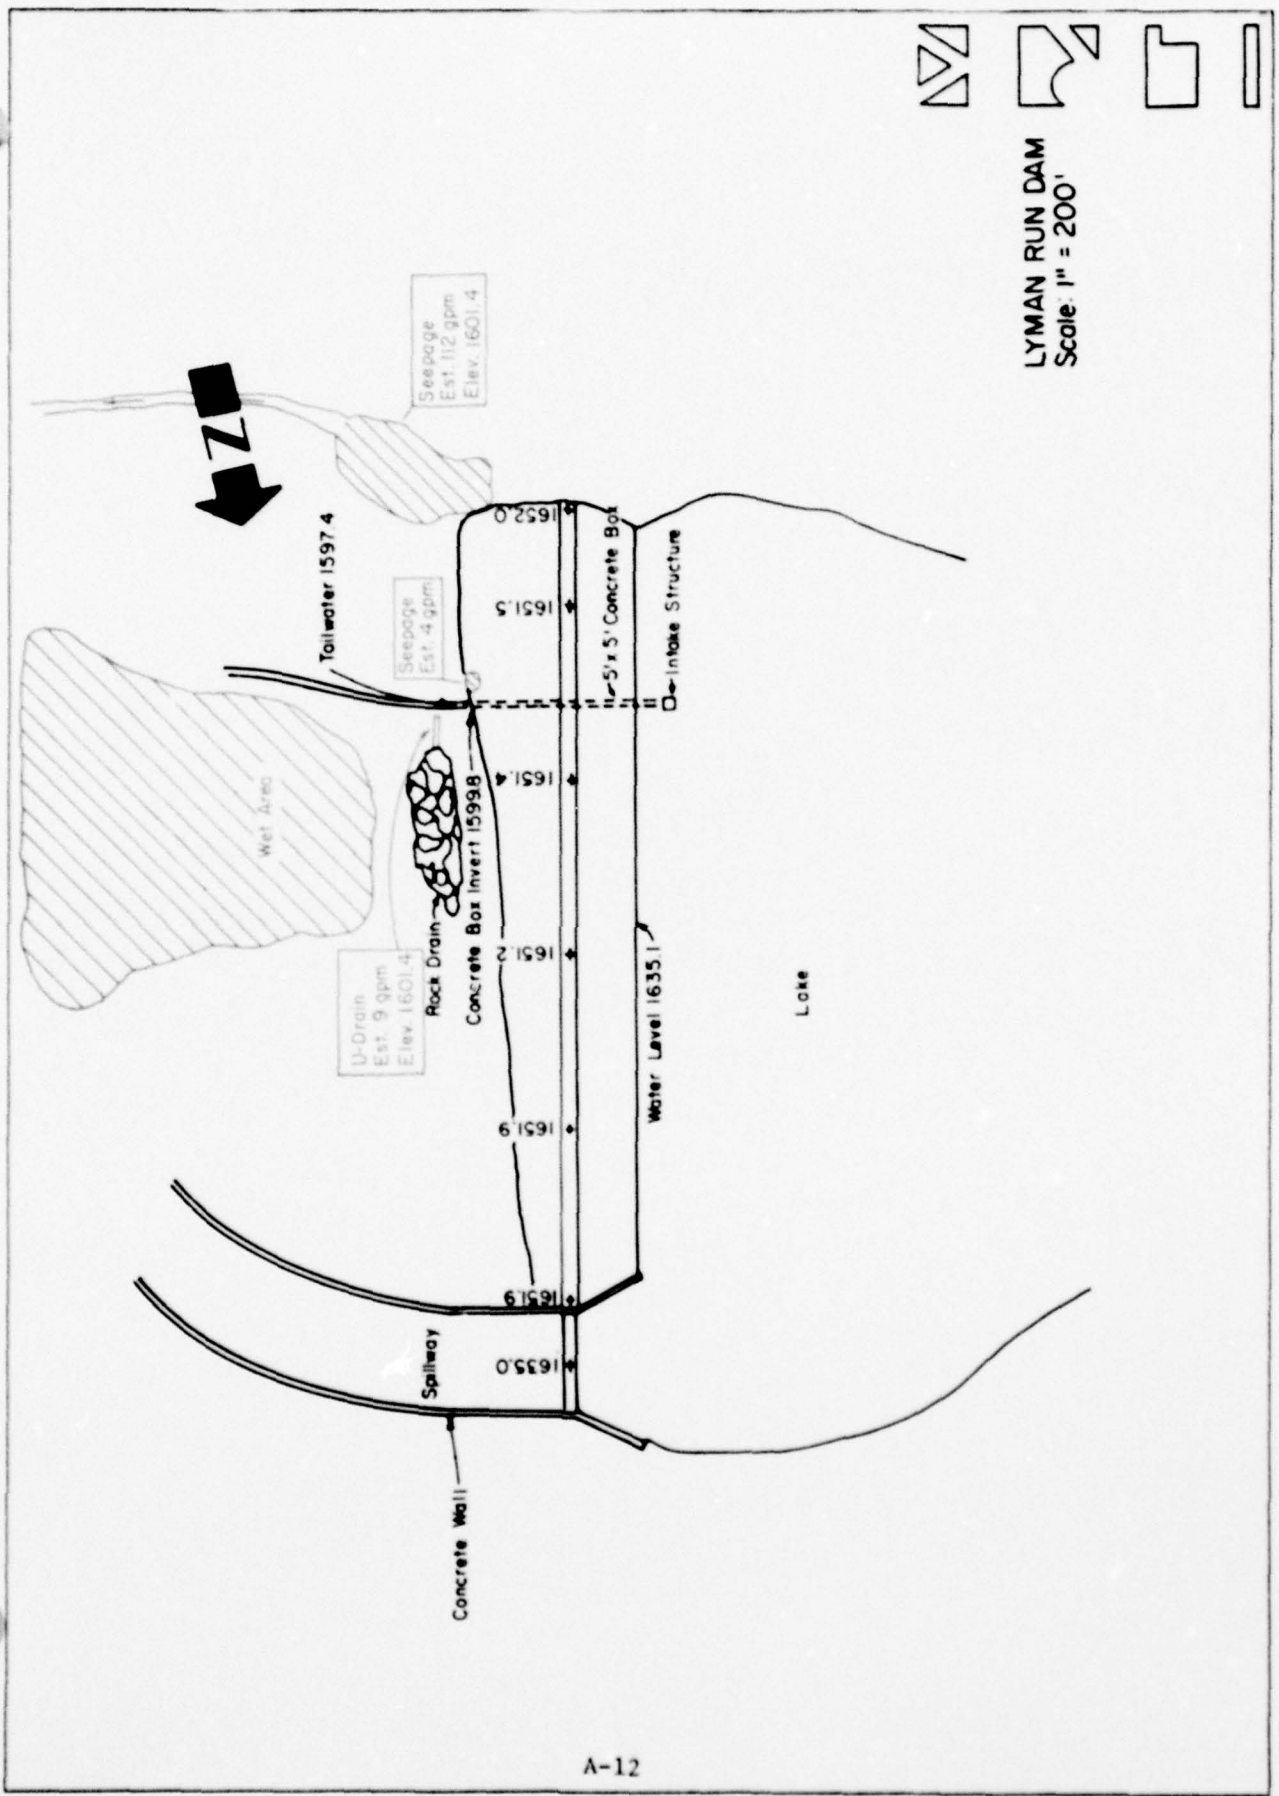 LYMAN RUN DAM
Scale: 1" = 200'
Seepage
Est. 112 gpm
Elev. 1601.4
N
Tailwater 1597.4
Seepage
Est. 4 gpm
Wet Area
U-Drain
Est. 9 gpm
Elev. 1601.4
Rock Drain
Concrete Box Invert 1599.8
1652.0
1651.5
1651.4
1651.2
1651.9
1651.9
1635.0
5' x 5' Concrete Box
Intake Structure
Water Level 1635.1
Lake
Spillway
Concrete Wall
A-12